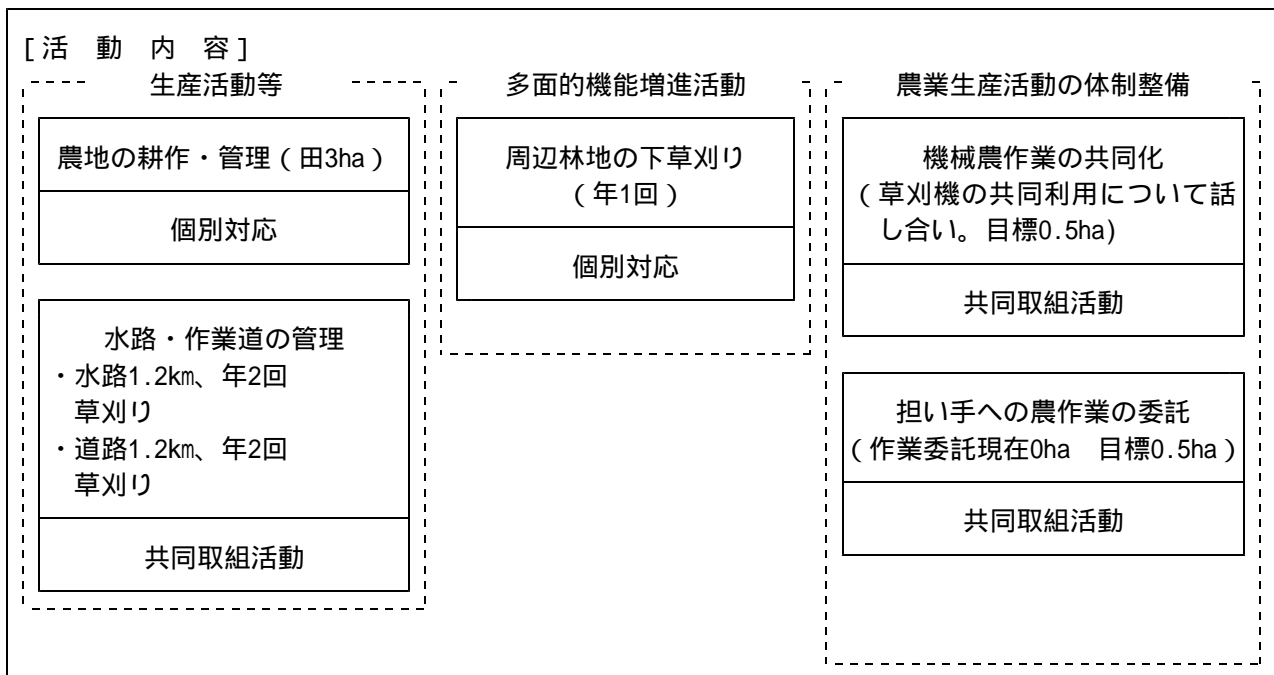 [活 動 内 容]
生産活動等
農地の耕作・管理(田3ha)
個別対応
水路・作業道の管理
・水路1.2km、年2回
草刈り
・道路1.2km、年2回
草刈り
共同取組活動
多面的機能増進活動
周辺林地の下草刈り
(年1回)
個別対応
農業生産活動の体制整備
機械農作業の共同化
(草刈機の共同利用について話
し合い。目標0.5ha)
共同取組活動
担い手への農作業の委託
(作業委託現在0ha 目標0.5ha)
共同取組活動